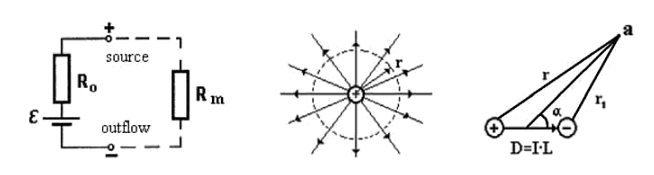 +
source
R₀
Rₘ
ε
outflow
−
r
+
a
r
r₁
α
+
−
D=I·L